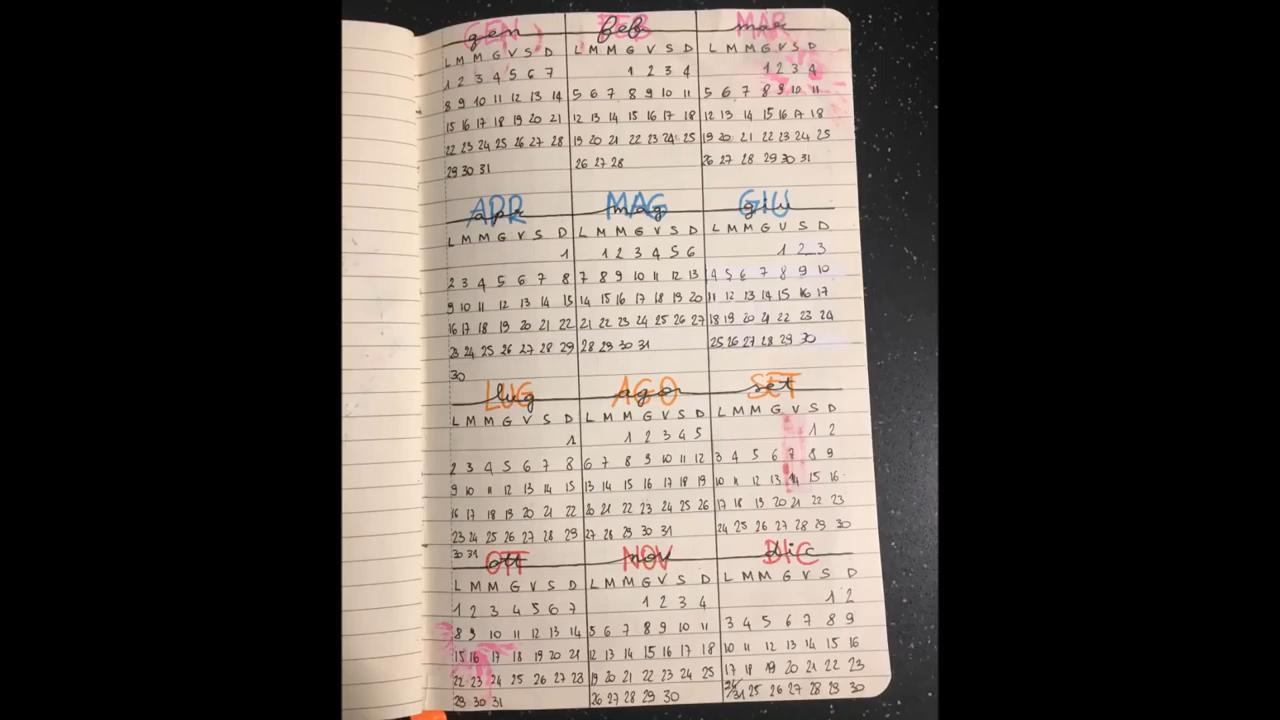 GEN FEB MAR
gen feb mar
L M M G V S D L M M G V S D L M M G V S D
1 2 3 4 5 6 7 1 2 3 4 1 2 3 4
8 9 10 11 12 13 14 5 6 7 8 9 10 11 5 6 7 8 9 10 11
15 16 17 18 19 20 21 12 13 14 15 16 17 18 12 13 14 15 16 17 18
22 23 24 25 26 27 28 19 20 21 22 23 24 25 19 20 21 22 23 24 25
29 30 31 26 27 28 26 27 28 29 30 31
APR MAG GIU
apr mag giu
L M M G V S D L M M G V S D L M M G V S D
1 1 2 3 4 5 6 1 2 3
2 3 4 5 6 7 8 7 8 9 10 11 12 13 4 5 6 7 8 9 10
9 10 11 12 13 14 15 14 15 16 17 18 19 20 11 12 13 14 15 16 17
16 17 18 19 20 21 22 21 22 23 24 25 26 27 18 19 20 21 22 23 24
23 24 25 26 27 28 29 28 29 30 31 25 26 27 28 29 30
30
LUG AGO SET
lug ago set
L M M G V S D L M M G V S D L M M G V S D
1 1 2 3 4 5 1 2
2 3 4 5 6 7 8 6 7 8 9 10 11 12 3 4 5 6 7 8 9
9 10 11 12 13 14 15 13 14 15 16 17 18 19 10 11 12 13 14 15 16
16 17 18 19 20 21 22 20 21 22 23 24 25 26 17 18 19 20 21 22 23
23 24 25 26 27 28 29 27 28 29 30 31 24 25 26 27 28 29 30
30 31
OTT NOV DIC
ott nov dic
L M M G V S D L M M G V S D L M M G V S D
1 2 3 4 5 6 7 1 2 3 4 1 2
8 9 10 11 12 13 14 5 6 7 8 9 10 11 3 4 5 6 7 8 9
15 16 17 18 19 20 21 12 13 14 15 16 17 18 10 11 12 13 14 15 16
22 23 24 25 26 27 28 19 20 21 22 23 24 25 17 18 19 20 21 22 23
29 30 31 26 27 28 29 30 24/31 25 26 27 28 29 30